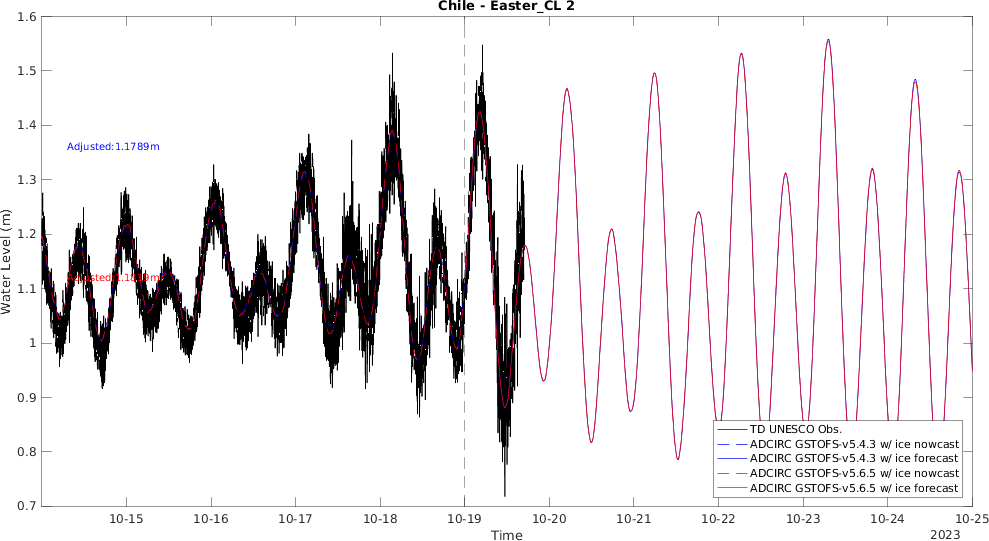 Chile - Easter_CL 2
1.6
1.5
1.4
1.3
1.2
1.1
1
0.9
0.8
0.7
Water Level (m)
Adjusted:1.1789m
TD UNESCO Obs.
ADCIRC GSTOFS-v5.4.3 w/ ice nowcast
ADCIRC GSTOFS-v5.4.3 w/ ice forecast
ADCIRC GSTOFS-v5.6.5 w/ ice nowcast
ADCIRC GSTOFS-v5.6.5 w/ ice forecast
10-15
10-16
10-17
10-18
10-19
10-20
10-21
10-22
10-23
10-24
10-25
Time
2023